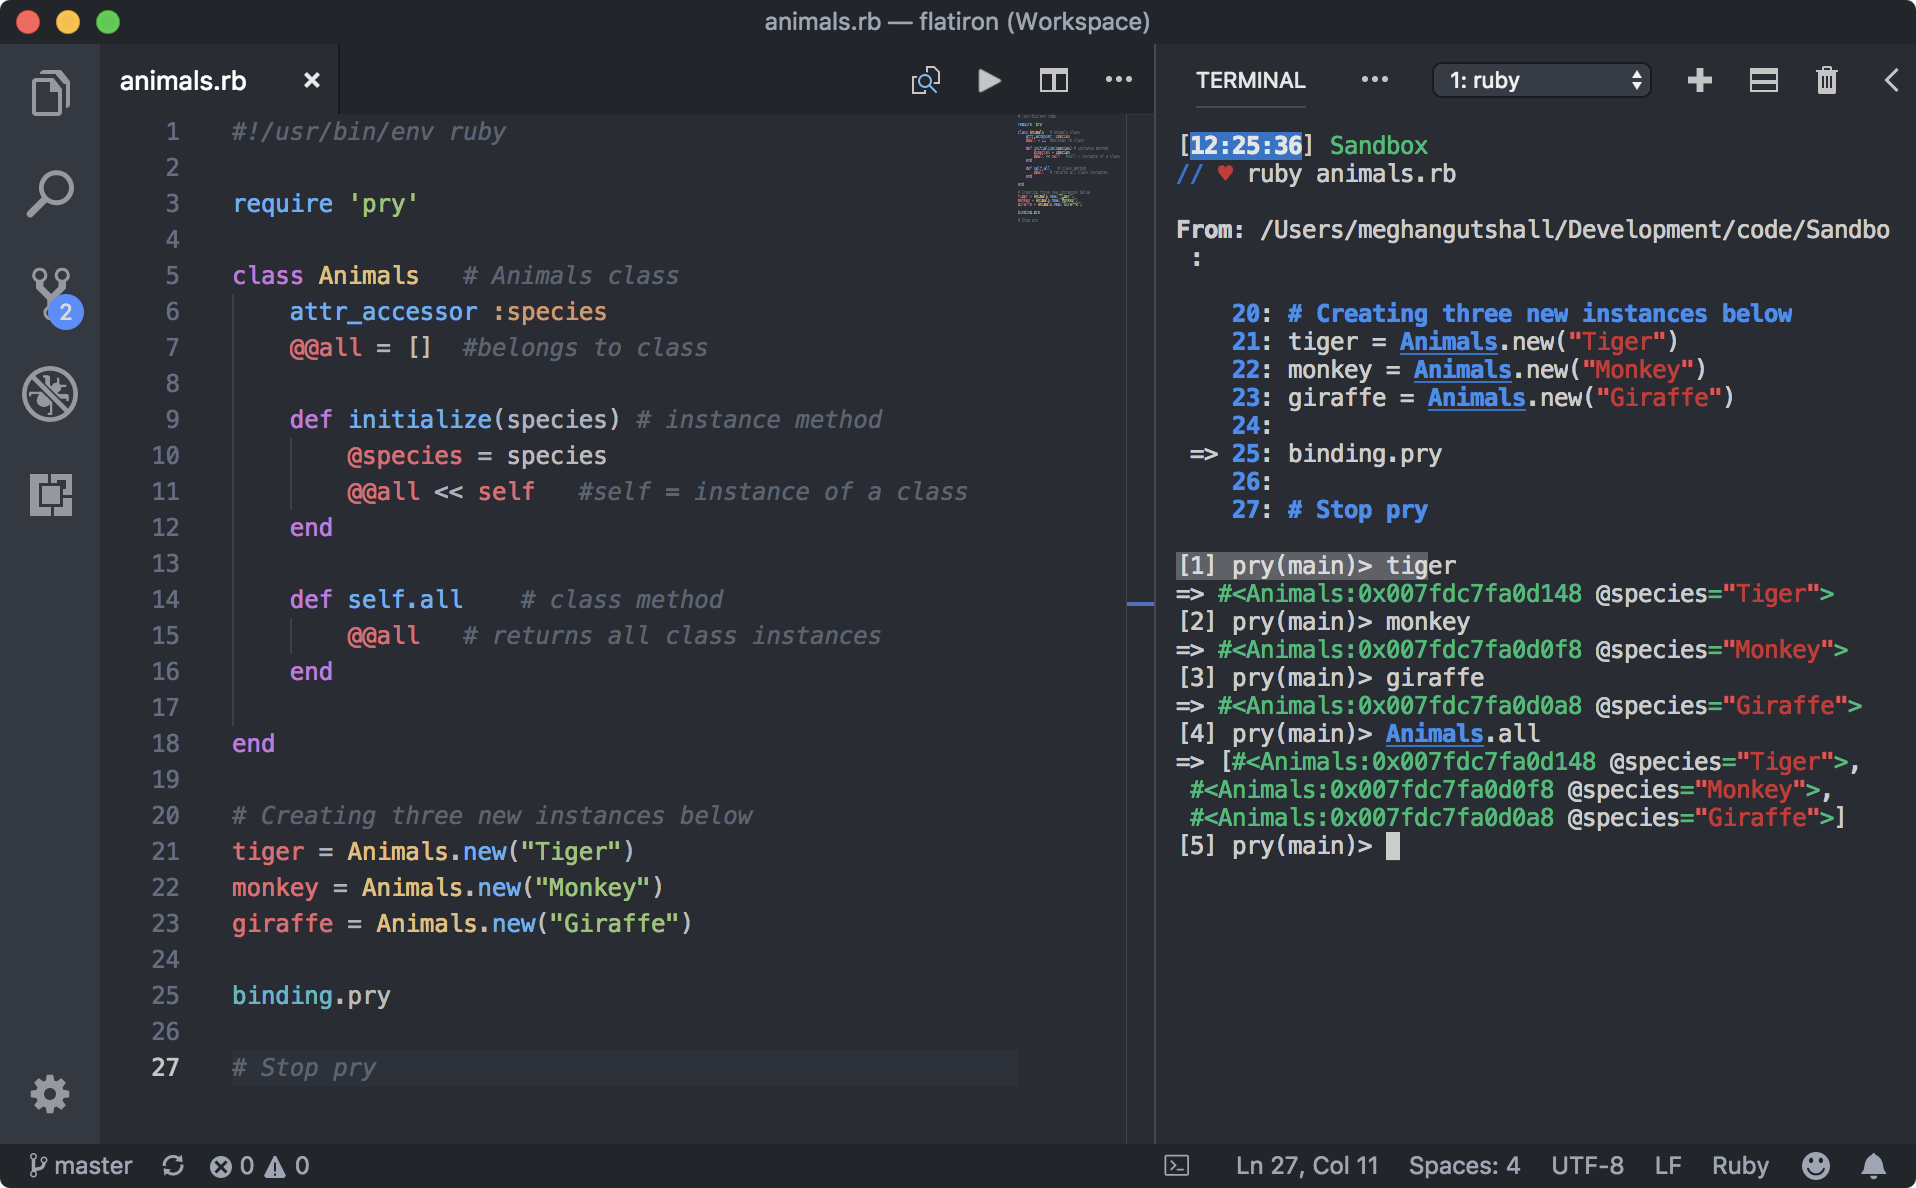 animals.rb — flatiron (Workspace)
animals.rb
1 #!/usr/bin/env ruby
2
3 require 'pry'
4
5 class Animals   # Animals class
6     attr_accessor :species
7     @@all = []  #belongs to class
8
9     def initialize(species) # instance method
10         @species = species
11         @@all << self   #self = instance of a class
12     end
13
14     def self.all    # class method
15         @@all   # returns all class instances
16     end
17
18 end
19
20 # Creating three new instances below
21 tiger = Animals.new("Tiger")
22 monkey = Animals.new("Monkey")
23 giraffe = Animals.new("Giraffe")
24
25 binding.pry
26
27 # Stop pry
2
TERMINAL
1: ruby
[12:25:36] Sandbox
// ♥ ruby animals.rb
From: /Users/meghangutshall/Development/code/Sandbo
:
20: # Creating three new instances below
21: tiger = Animals.new("Tiger")
22: monkey = Animals.new("Monkey")
23: giraffe = Animals.new("Giraffe")
24:
=> 25: binding.pry
26:
27: # Stop pry
[1] pry(main)> tiger
=> #<Animals:0x007fdc7fa0d148 @species="Tiger">
[2] pry(main)> monkey
=> #<Animals:0x007fdc7fa0d0f8 @species="Monkey">
[3] pry(main)> giraffe
=> #<Animals:0x007fdc7fa0d0a8 @species="Giraffe">
[4] pry(main)> Animals.all
=> [#<Animals:0x007fdc7fa0d148 @species="Tiger">,
#<Animals:0x007fdc7fa0d0f8 @species="Monkey">,
#<Animals:0x007fdc7fa0d0a8 @species="Giraffe">]
[5] pry(main)>
master 0 0 Ln 27, Col 11 Spaces: 4 UTF-8 LF Ruby